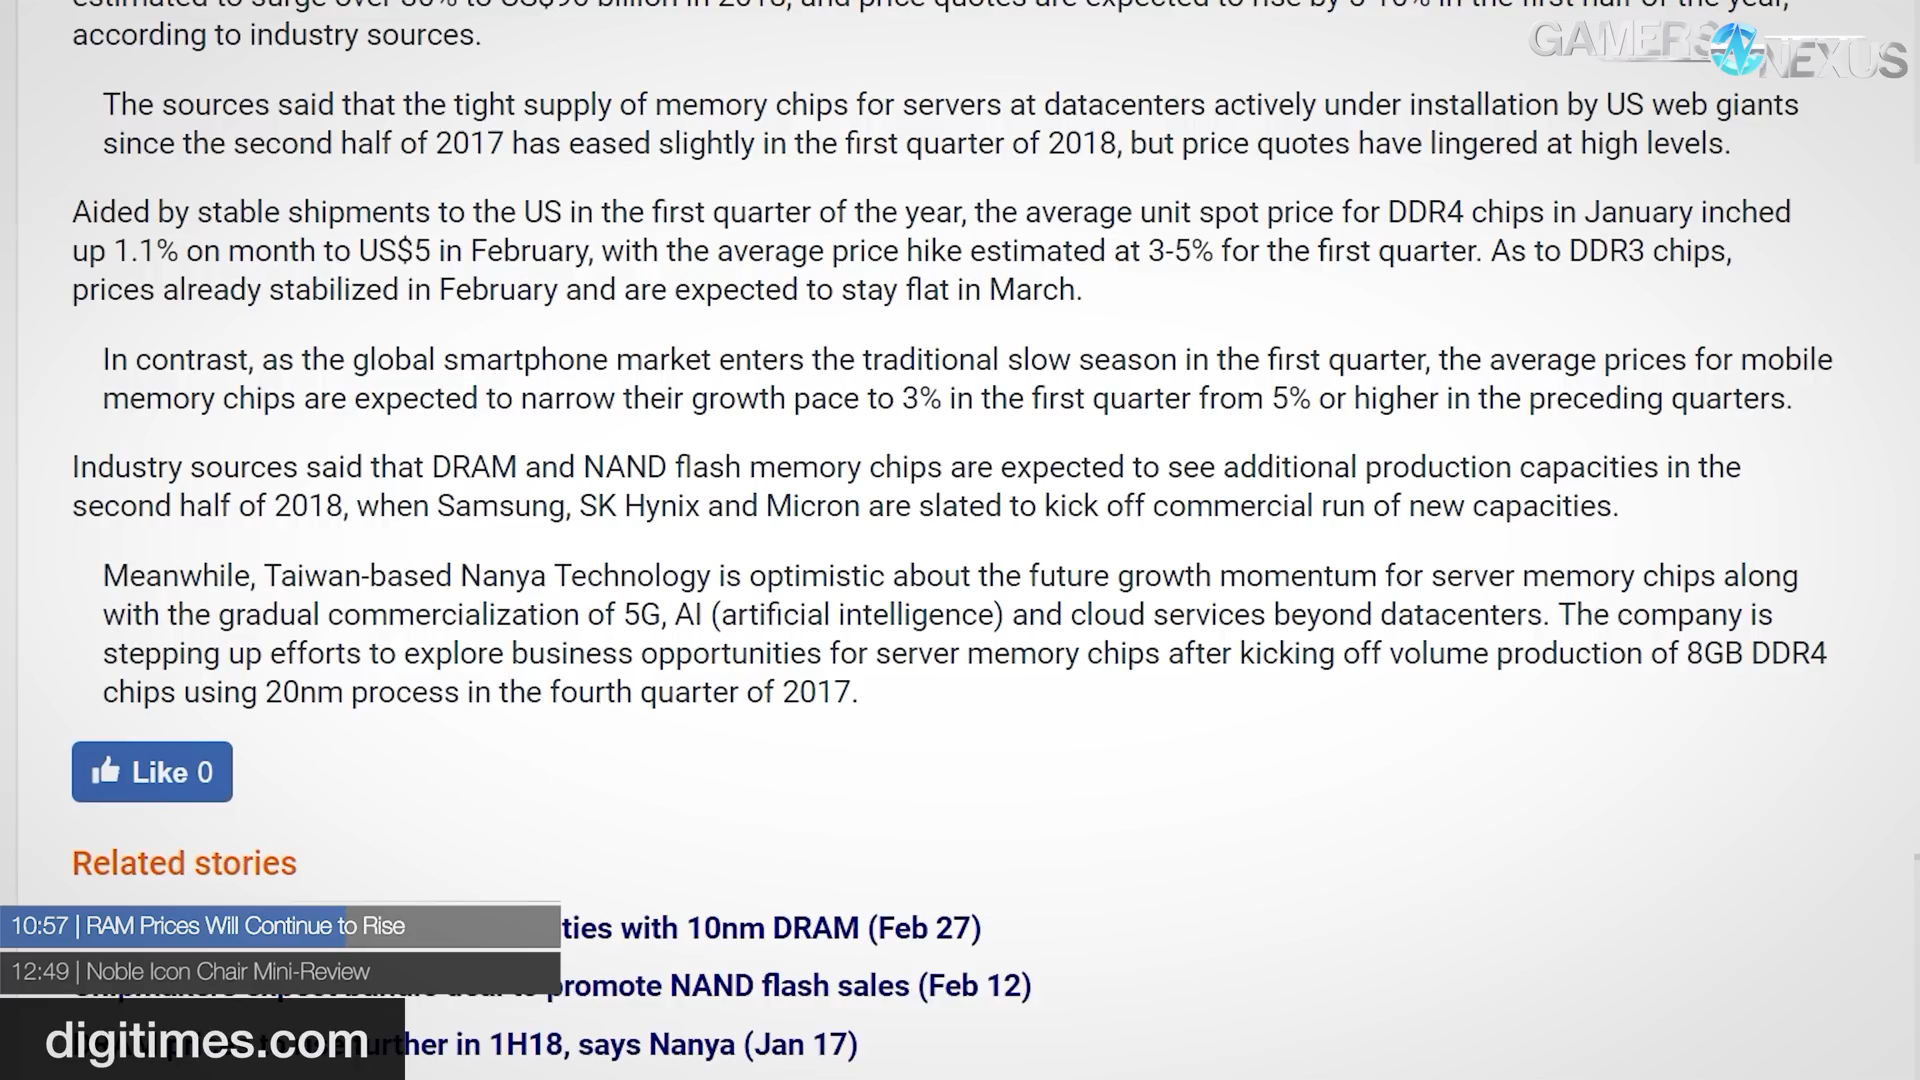 according to industry sources.
GAMERS NEXUS
The sources said that the tight supply of memory chips for servers at datacenters actively under installation by US web giants
since the second half of 2017 has eased slightly in the first quarter of 2018, but price quotes have lingered at high levels.
Aided by stable shipments to the US in the first quarter of the year, the average unit spot price for DDR4 chips in January inched
up 1.1% on month to US$5 in February, with the average price hike estimated at 3-5% for the first quarter. As to DDR3 chips,
prices already stabilized in February and are expected to stay flat in March.
In contrast, as the global smartphone market enters the traditional slow season in the first quarter, the average prices for mobile
memory chips are expected to narrow their growth pace to 3% in the first quarter from 5% or higher in the preceding quarters.
Industry sources said that DRAM and NAND flash memory chips are expected to see additional production capacities in the
second half of 2018, when Samsung, SK Hynix and Micron are slated to kick off commercial run of new capacities.
Meanwhile, Taiwan-based Nanya Technology is optimistic about the future growth momentum for server memory chips along
with the gradual commercialization of 5G, AI (artificial intelligence) and cloud services beyond datacenters. The company is
stepping up efforts to explore business opportunities for server memory chips after kicking off volume production of 8GB DDR4
chips using 20nm process in the fourth quarter of 2017.
Like 0
Related stories
10:57 | RAM Prices Will Continue to Rise
ties with 10nm DRAM (Feb 27)
12:49 | Noble Icon Chair Mini-Review
promote NAND flash sales (Feb 12)
digitimes.com
ther in 1H18, says Nanya (Jan 17)